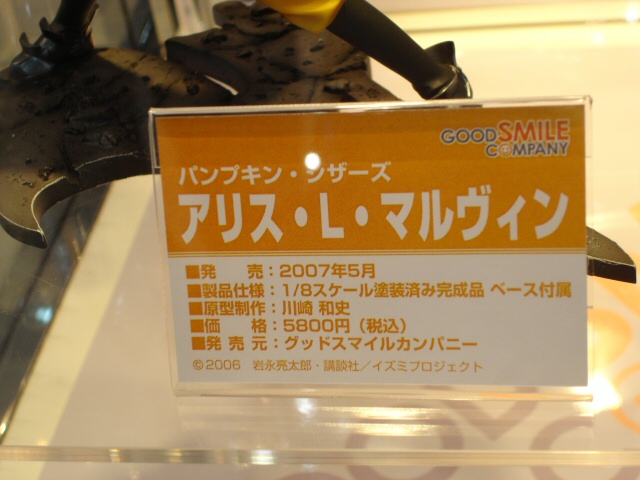 GOOD SMILE
COMPANY
パンプキン・シザーズ
アリス・L・マルヴィン
■発　売：2007年5月
■製品仕様：1/8スケール塗装済み完成品 ベース付属
■原型制作：川崎 和史
■価　格：5800円（税込）
■発 売 元：グッドスマイルカンパニー
©2006　岩永亮太郎・講談社／イズミプロジェクト